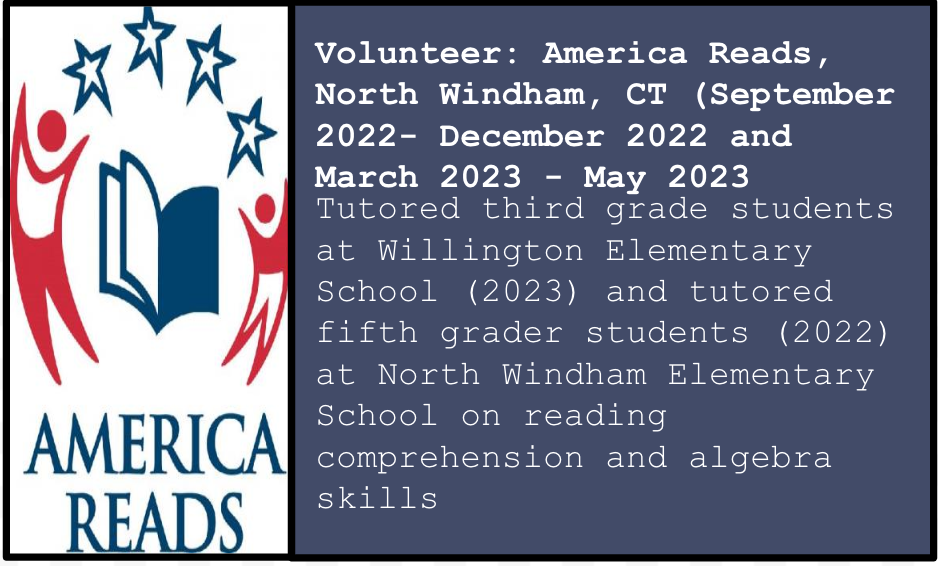 AMERICA
READS
Volunteer: America Reads,
North Windham, CT (September
2022- December 2022 and
March 2023 - May 2023
Tutored third grade students
at Willington Elementary
School (2023) and tutored
fifth grader students (2022)
at North Windham Elementary
School on reading
comprehension and algebra
skills